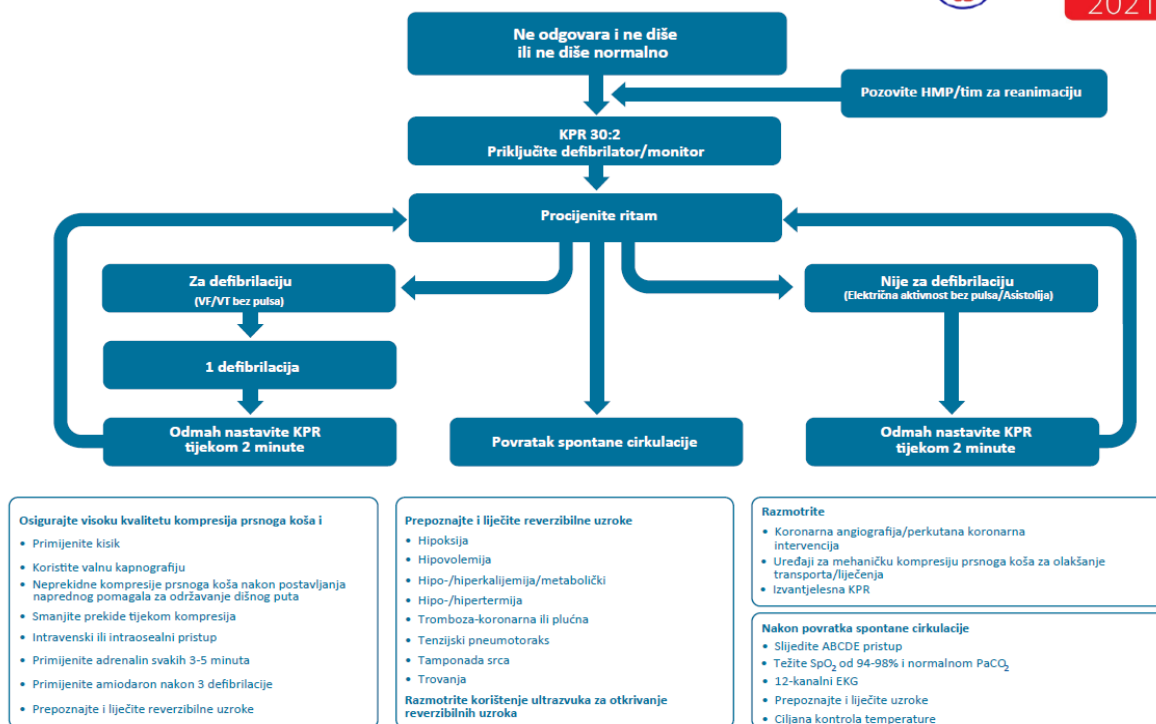 2021
Ne odgovara i ne diše
ili ne diše normalno
Pozovite HMP/tim za reanimaciju
KPR 30:2
Priključite defibrilator/monitor
Procijenite ritam
Za defibrilaciju
(VF/VT bez pulsa)
Nije za defibrilaciju
(Električna aktivnost bez pulsa/Asistolija)
1 defibrilacija
Odmah nastavite KPR
tijekom 2 minute
Povratak spontane cirkulacije
Odmah nastavite KPR
tijekom 2 minute
Osigurajte visoku kvalitetu kompresija prsnoga koša i
• Primijenite kisik
• Koristite valnu kapnografiju
• Neprekidne kompresije prsnoga koša nakon postavljanja
naprednog pomagala za održavanje dišnog puta
• Smanjite prekide tijekom kompresija
• Intravenski ili intraosealni pristup
• Primijenite adrenalin svakih 3-5 minuta
• Primijenite amiodaron nakon 3 defibrilacije
• Prepoznajte i liječite reverzibilne uzroke
Prepoznajte i liječite reverzibilne uzroke
• Hipoksija
• Hipovolemija
• Hipo-/hiperkalijemija/metabolički
• Hipo-/hipertermija
• Tromboza-koronarna ili plućna
• Tenzijski pneumotoraks
• Tamponada srca
• Trovanja
Razmotrite korištenje ultrazvuka za otkrivanje
reverzibilnih uzroka
Razmotrite
• Koronarna angiografija/perkutana koronarna
intervencija
• Uređaji za mehaničku kompresiju prsnoga koša za olakšanje
transporta/liječenja
• Izvantjelesna KPR
Nakon povratka spontane cirkulacije
• Slijedite ABCDE pristup
• Težite SpO₂ od 94-98% i normalnom PaCO₂
• 12-kanalni EKG
• Prepoznajte i liječite uzroke
• Ciljana kontrola temperature